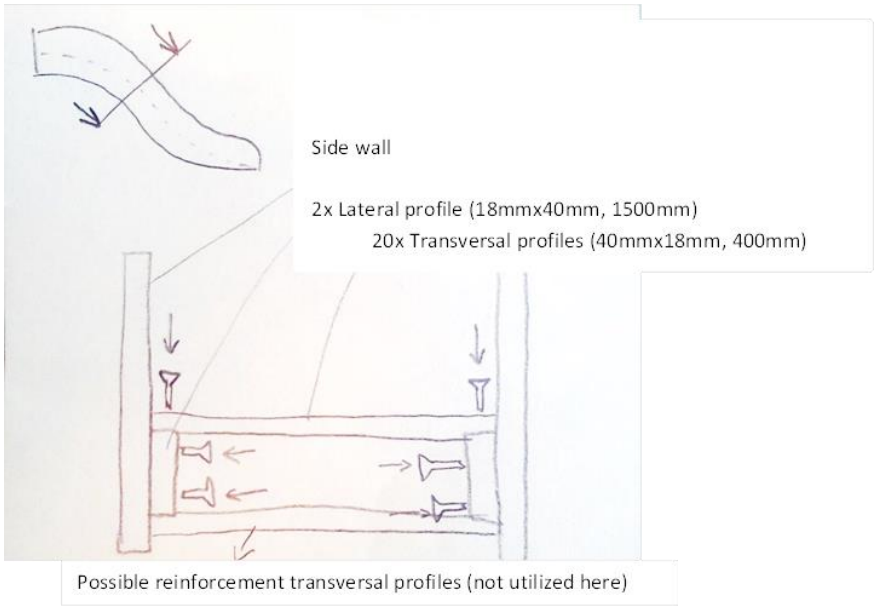 Side wall
2x Lateral profile (18mmx40mm, 1500mm)
20x Transversal profiles (40mmx18mm, 400mm)
Possible reinforcement transversal profiles (not utilized here)